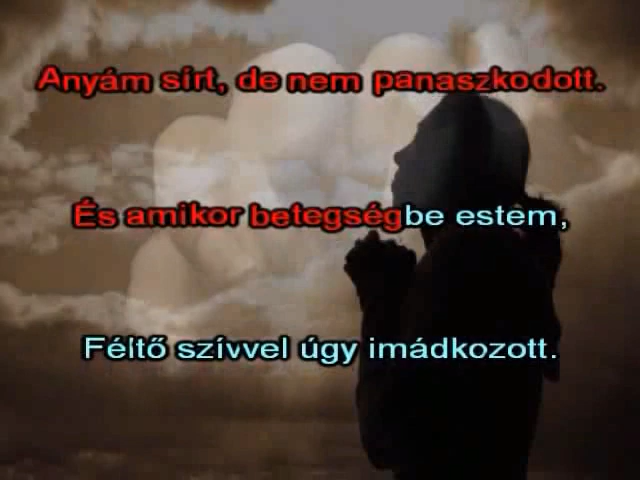 Anyám sírt, de nem panaszkodott.
És amikor betegségbe estem,
Féltő szívvel úgy imádkozott.